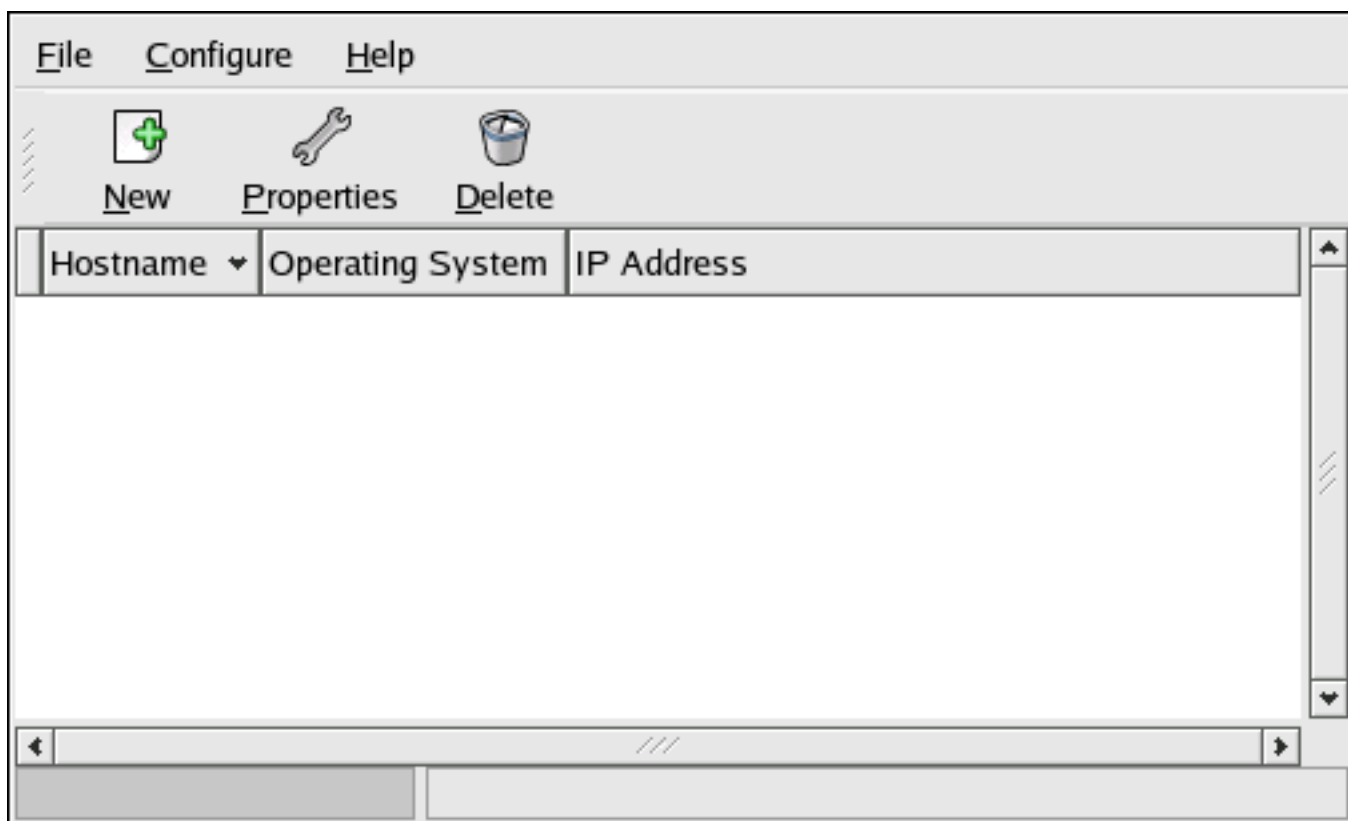 File Configure Help
New Properties Delete
Hostname Operating System IP Address